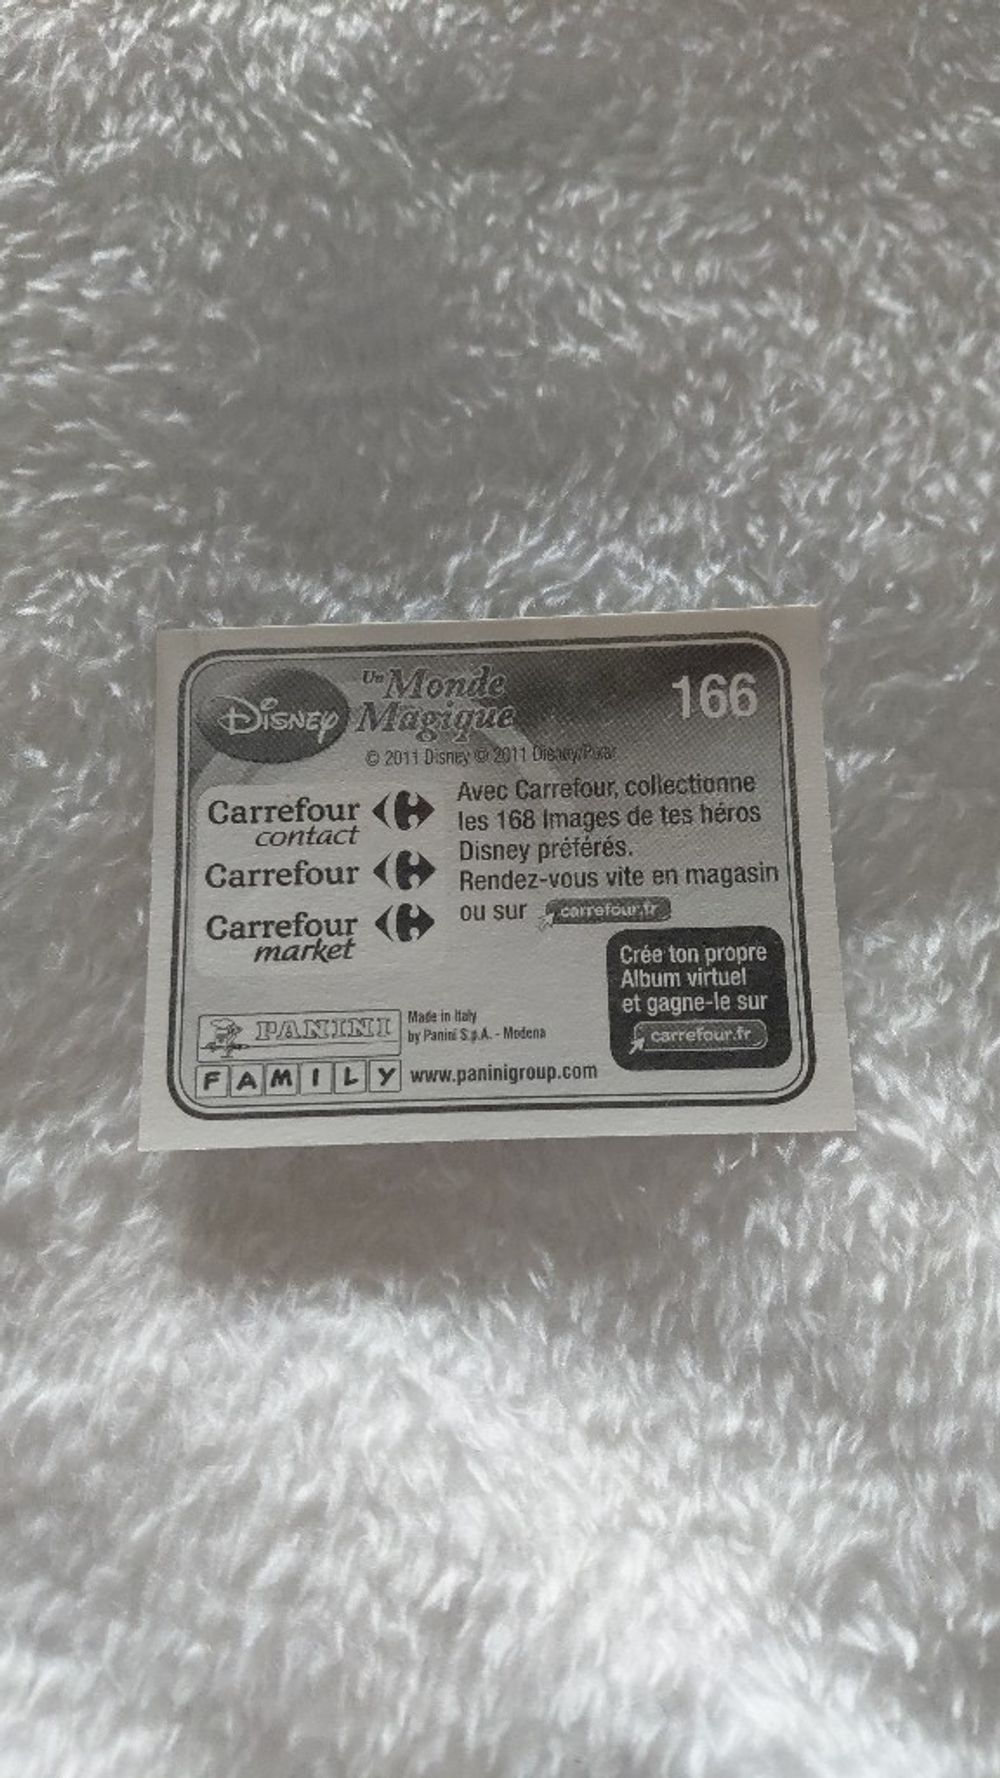 Disney
Un Monde
Magique
166
© 2011 Disney © 2011 Disney/Pixar
Carrefour
contact
Carrefour
Carrefour
market
Avec Carrefour, collectionne
les 168 Images de tes héros
Disney préférés.
Rendez-vous vite en magasin
ou sur carrefour.fr
Crée ton propre
Album virtuel
et gagne-le sur
carrefour.fr
PANINI
FAMILY
Made in Italy
by Panini S.p.A. - Modena
www.paninigroup.com